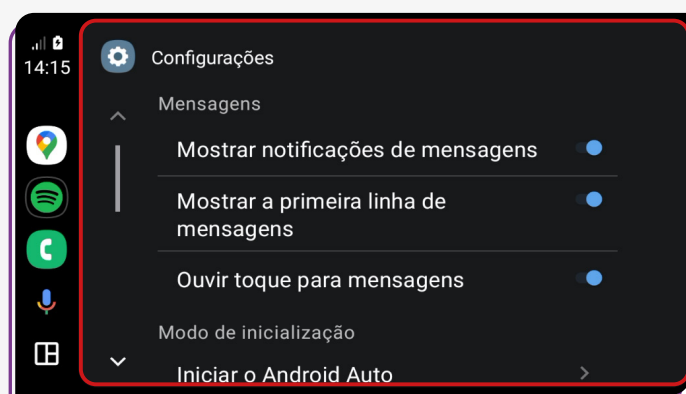 14:15
Configurações
Mensagens
Mostrar notificações de mensagens
Mostrar a primeira linha de
mensagens
Ouvir toque para mensagens
Modo de inicialização
Iniciar o Android Auto